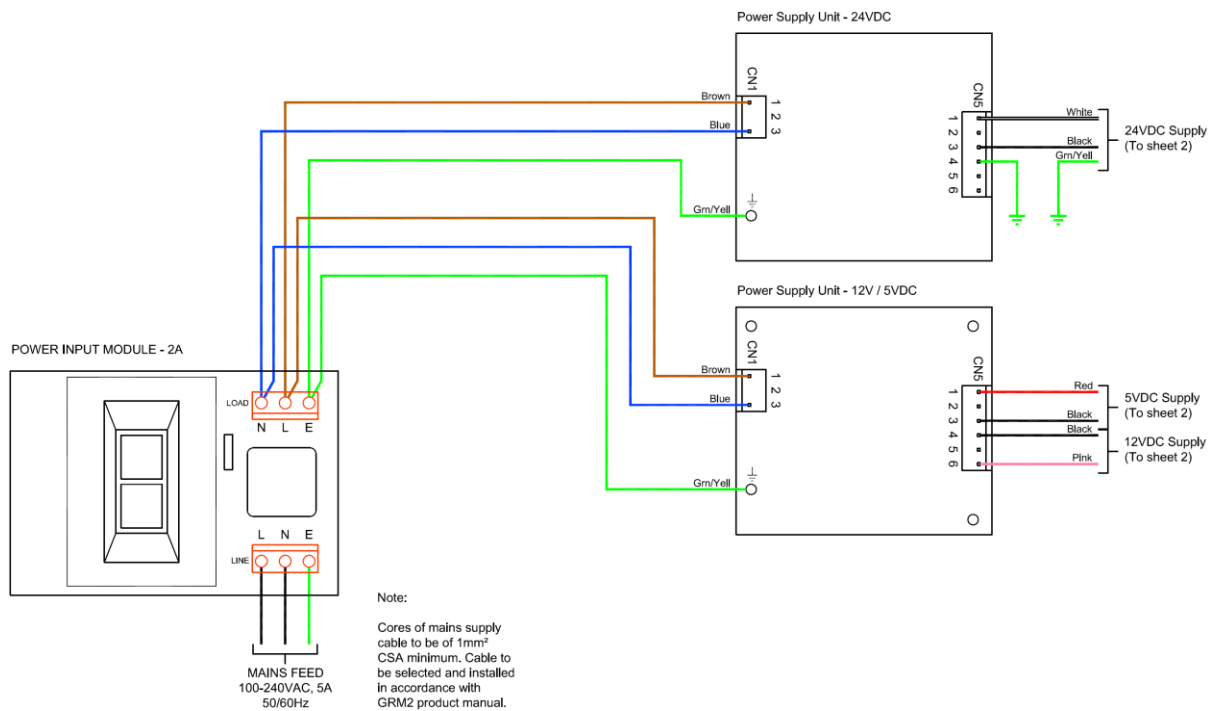 Power Supply Unit - 24VDC
CN1
Brown
1
2
Blue
3
Grn/Yell
CN5
1
2
3
4
5
6
White
Black
Grn/Yell
24VDC Supply
(To sheet 2)
Power Supply Unit - 12V / 5VDC
CN1
Brown
1
2
Blue
3
Grn/Yell
CN5
1
2
3
4
5
6
Red
Black
Black
Pink
5VDC Supply
(To sheet 2)
12VDC Supply
(To sheet 2)
POWER INPUT MODULE - 2A
LOAD
N L E
L N E
LINE
MAINS FEED
100-240VAC, 5A
50/60Hz
Note:
Cores of mains supply
cable to be of 1mm²
CSA minimum. Cable to
be selected and installed
in accordance with
GRM2 product manual.